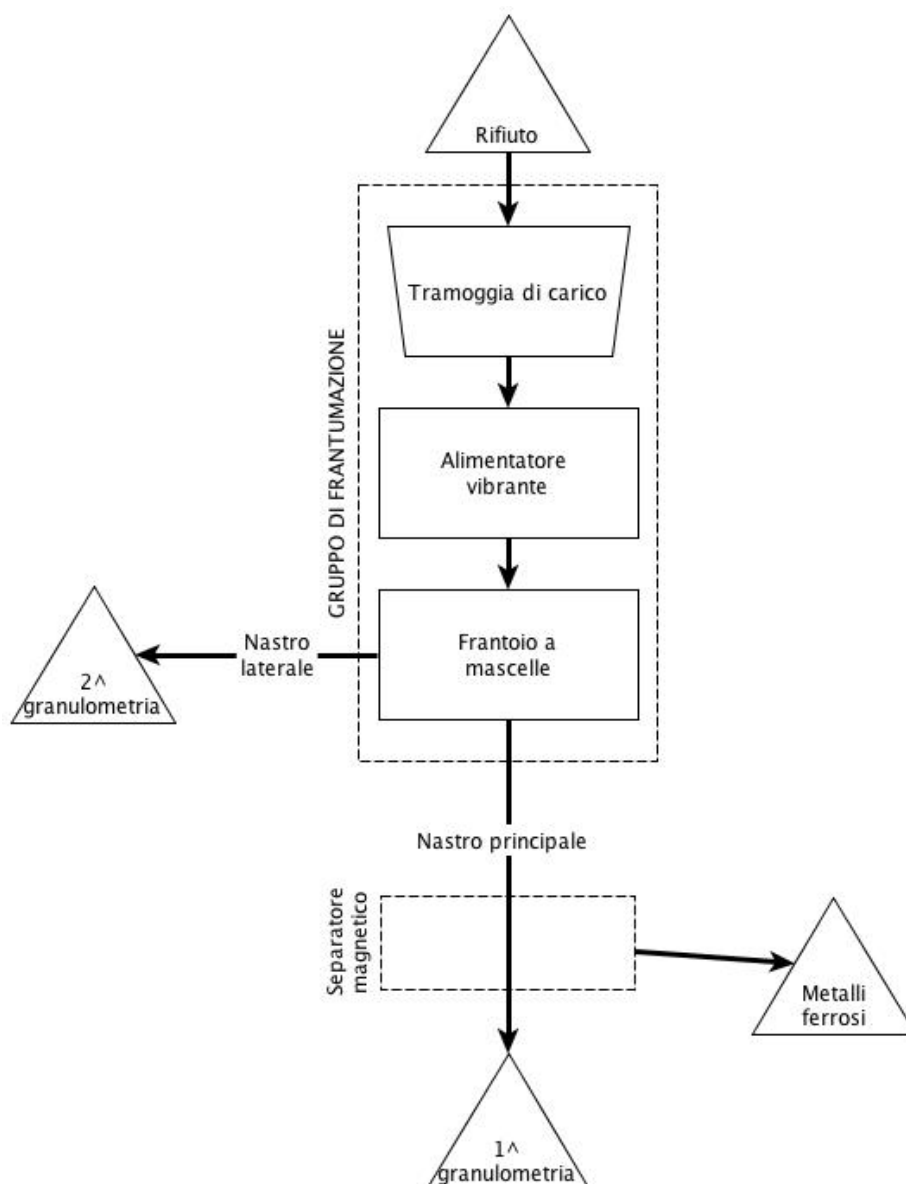 Rifiuto
Tramoggia di carico
GRUPPO DI FRANTUMAZIONE
Alimentatore
vibrante
Frantoio a
mascelle
Nastro
laterale
2^
granulometria
Nastro principale
Separatore
magnetico
Metalli
ferrosi
1^
granulometria